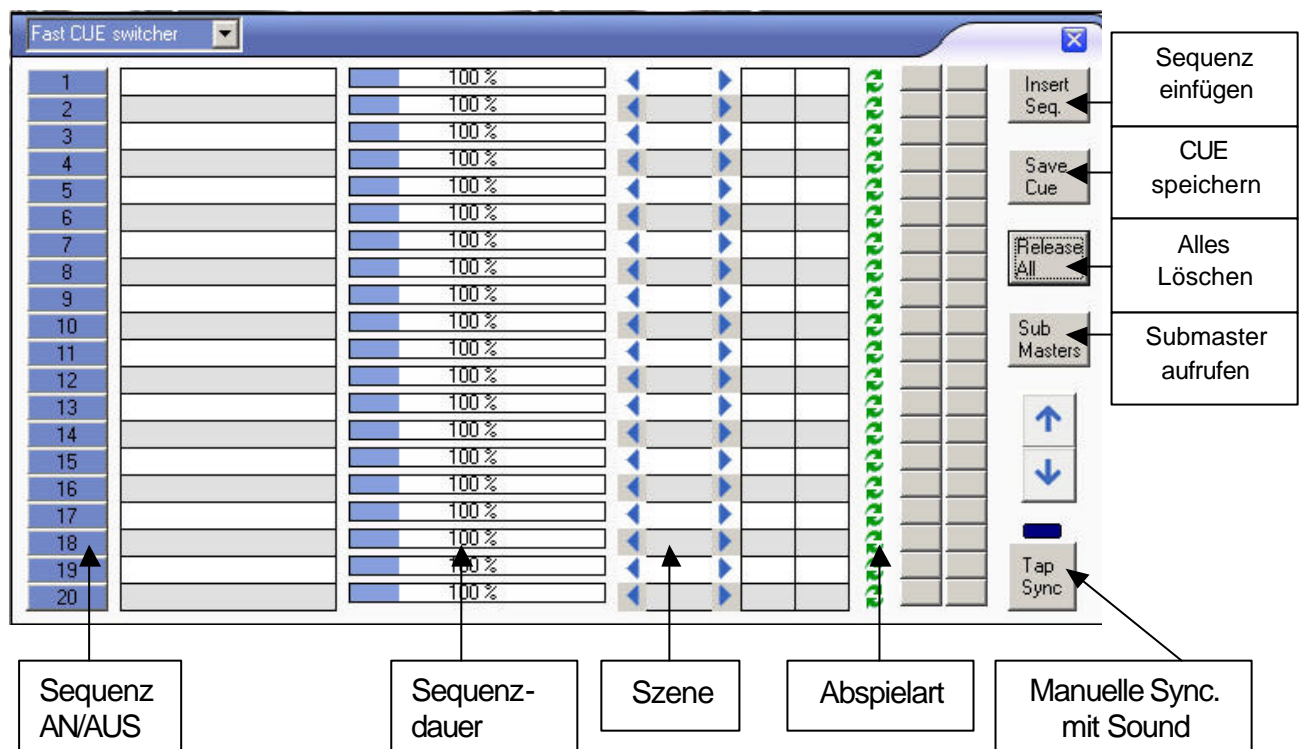 Fast CUE switcher
1 100 %
2 100 %
3 100 %
4 100 %
5 100 %
6 100 %
7 100 %
8 100 %
9 100 %
10 100 %
11 100 %
12 100 %
13 100 %
14 100 %
15 100 %
16 100 %
17 100 %
18 100 %
19 100 %
20 100 %
Insert
Seq.
Save
Cue
Release
All
Sub
Masters
Tap
Sync
Sequenz
einfügen
CUE
speichern
Alles
Löschen
Submaster
aufrufen
Sequenz
AN/AUS
Sequenz-
dauer
Szene
Abspielart
Manuelle Sync.
mit Sound